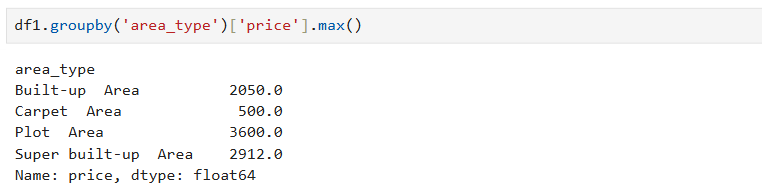 df1.groupby('area_type')['price'].max()
area_type
Built-up  Area          2050.0
Carpet  Area             500.0
Plot  Area              3600.0
Super built-up  Area    2912.0
Name: price, dtype: float64